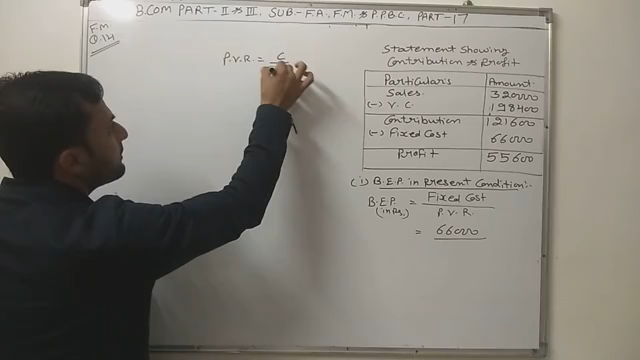 B.COM PART-II & III, SUB.-F.A, F.M & P.P.B.C, PART-17
F.M
Q.14
P.V.R. = C
Statement Showing
Contribution & Profit
Particulars Amount
Sales 320000
(-) V.C. 198400
Contribution 121600
(-) Fixed Cost 66000
Profit 55600
(i) B.E.P. in Present Condition:-
B.E.P. = Fixed Cost
(in Rs.) P.V.R.
= 66000